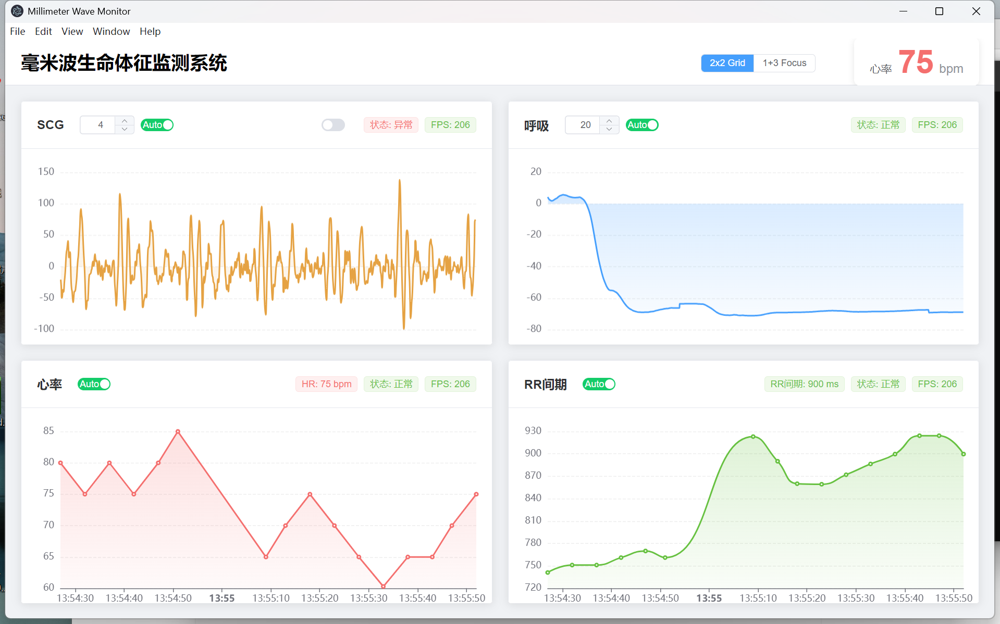 Millimeter Wave Monitor
File Edit View Window Help
毫米波生命体征监测系统
2x2 Grid 1+3 Focus
心率 75 bpm
SCG 4 Auto 状态: 异常 FPS: 206
150
100
50
0
-50
-100
呼吸 20 Auto 状态: 正常 FPS: 206
20
0
-20
-40
-60
-80
心率 Auto HR: 75 bpm 状态: 正常 FPS: 206
85
80
75
70
65
60
13:54:30 13:54:40 13:54:50 13:55 13:55:10 13:55:20 13:55:30 13:55:40 13:55:50
RR间期 Auto RR间期: 900 ms 状态: 正常 FPS: 206
930
900
870
840
810
780
750
720
13:54:30 13:54:40 13:54:50 13:55 13:55:10 13:55:20 13:55:30 13:55:40 13:55:50